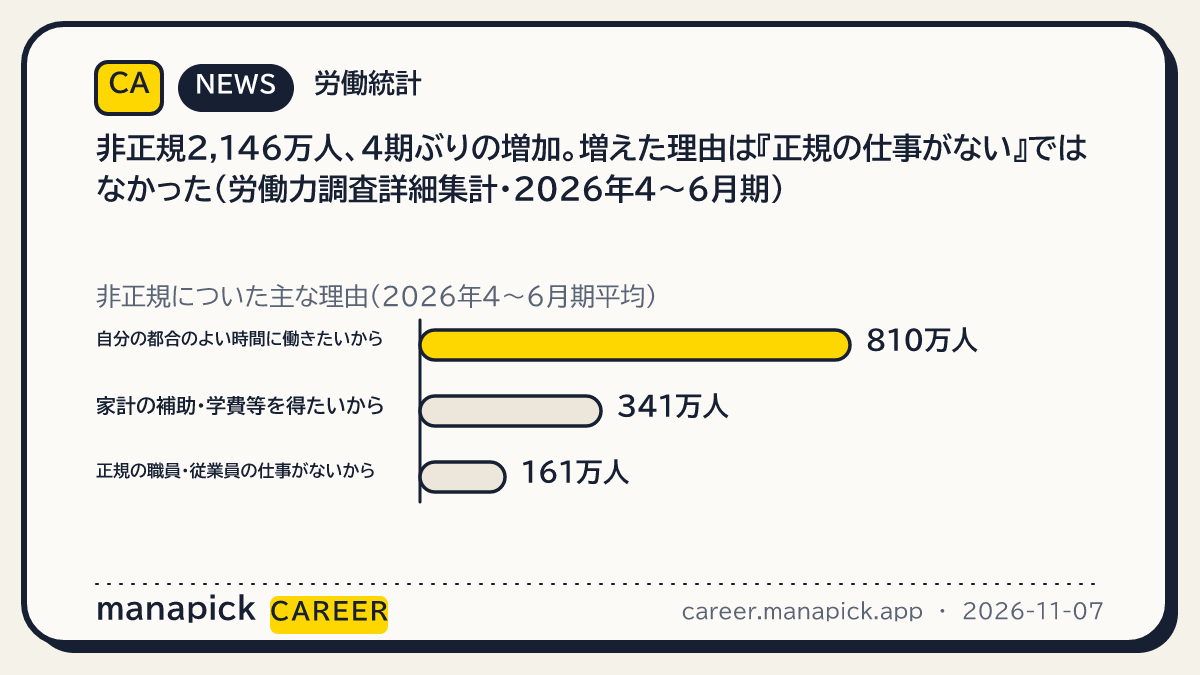 CA NEWS 労働統計
非正規2,146万人、4期ぶりの増加。増えた理由は『正規の仕事がない』では
なかった(労働力調査詳細集計・2026年4〜6月期)
非正規についた主な理由(2026年4〜6月期平均)
自分の都合のよい時間に働きたいから 810万人
家計の補助・学費等を得たいから 341万人
正規の職員・従業員の仕事がないから 161万人
manapick CAREER career.manapick.app ・ 2026-11-07